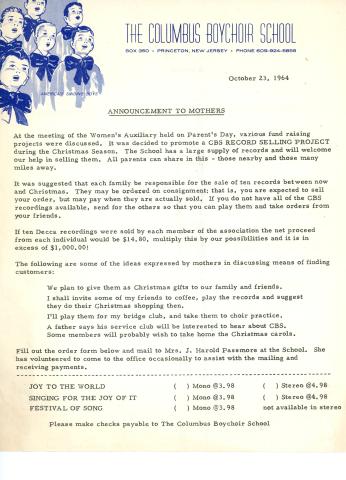 THE COLUMBUS BOYCHOIR SCHOOL
BOX 350 • PRINCETON, NEW JERSEY • PHONE 609-924-5858
AMERICA'S SINGING BOYS
October 23, 1964
ANNOUNCEMENT TO MOTHERS
At the meeting of the Women's Auxiliary held on Parent's Day, various fund raising
projects were discussed. It was decided to promote a CBS RECORD SELLING PROJECT
during the Christmas Season. The School has a large supply of records and will welcome
our help in selling them. All parents can share in this - those nearby and those many
miles away.
It was suggested that each family be responsible for the sale of ten records between now
and Christmas. They may be ordered on consignment; that is, you are expected to sell
your order, but may pay when they are actually sold. If you do not have all of the CBS
recordings available, send for the others so that you can play them and take orders from
your friends.
If ten Decca recordings were sold by each member of the association the net proceed
from each individual would be $14.80, multiply this by our possibilities and it is in
excess of $1,000.00!
The following are some of the ideas expressed by mothers in discussing means of finding
customers:
We plan to give them as Christmas gifts to our family and friends.
I shall invite some of my friends to coffee, play the records and suggest
they do their Christmas shopping then.
I'll play them for my bridge club, and take them to choir practice.
A father says his service club will be interested to hear about CBS.
Some members will probably wish to take home the Christmas carols.
Fill out the order form below and mail to Mrs. J. Harold Passmore at the School. She
has volunteered to come to the office occasionally to assist with the mailing and
receiving payments.
JOY TO THE WORLD ( ) Mono @3.98 ( ) Stereo @4.98
SINGING FOR THE JOY OF IT ( ) Mono @3.98 ( ) Stereo @4.98
FESTIVAL OF SONG ( ) Mono @3.98 not available in stereo
Please make checks payable to The Columbus Boychoir School